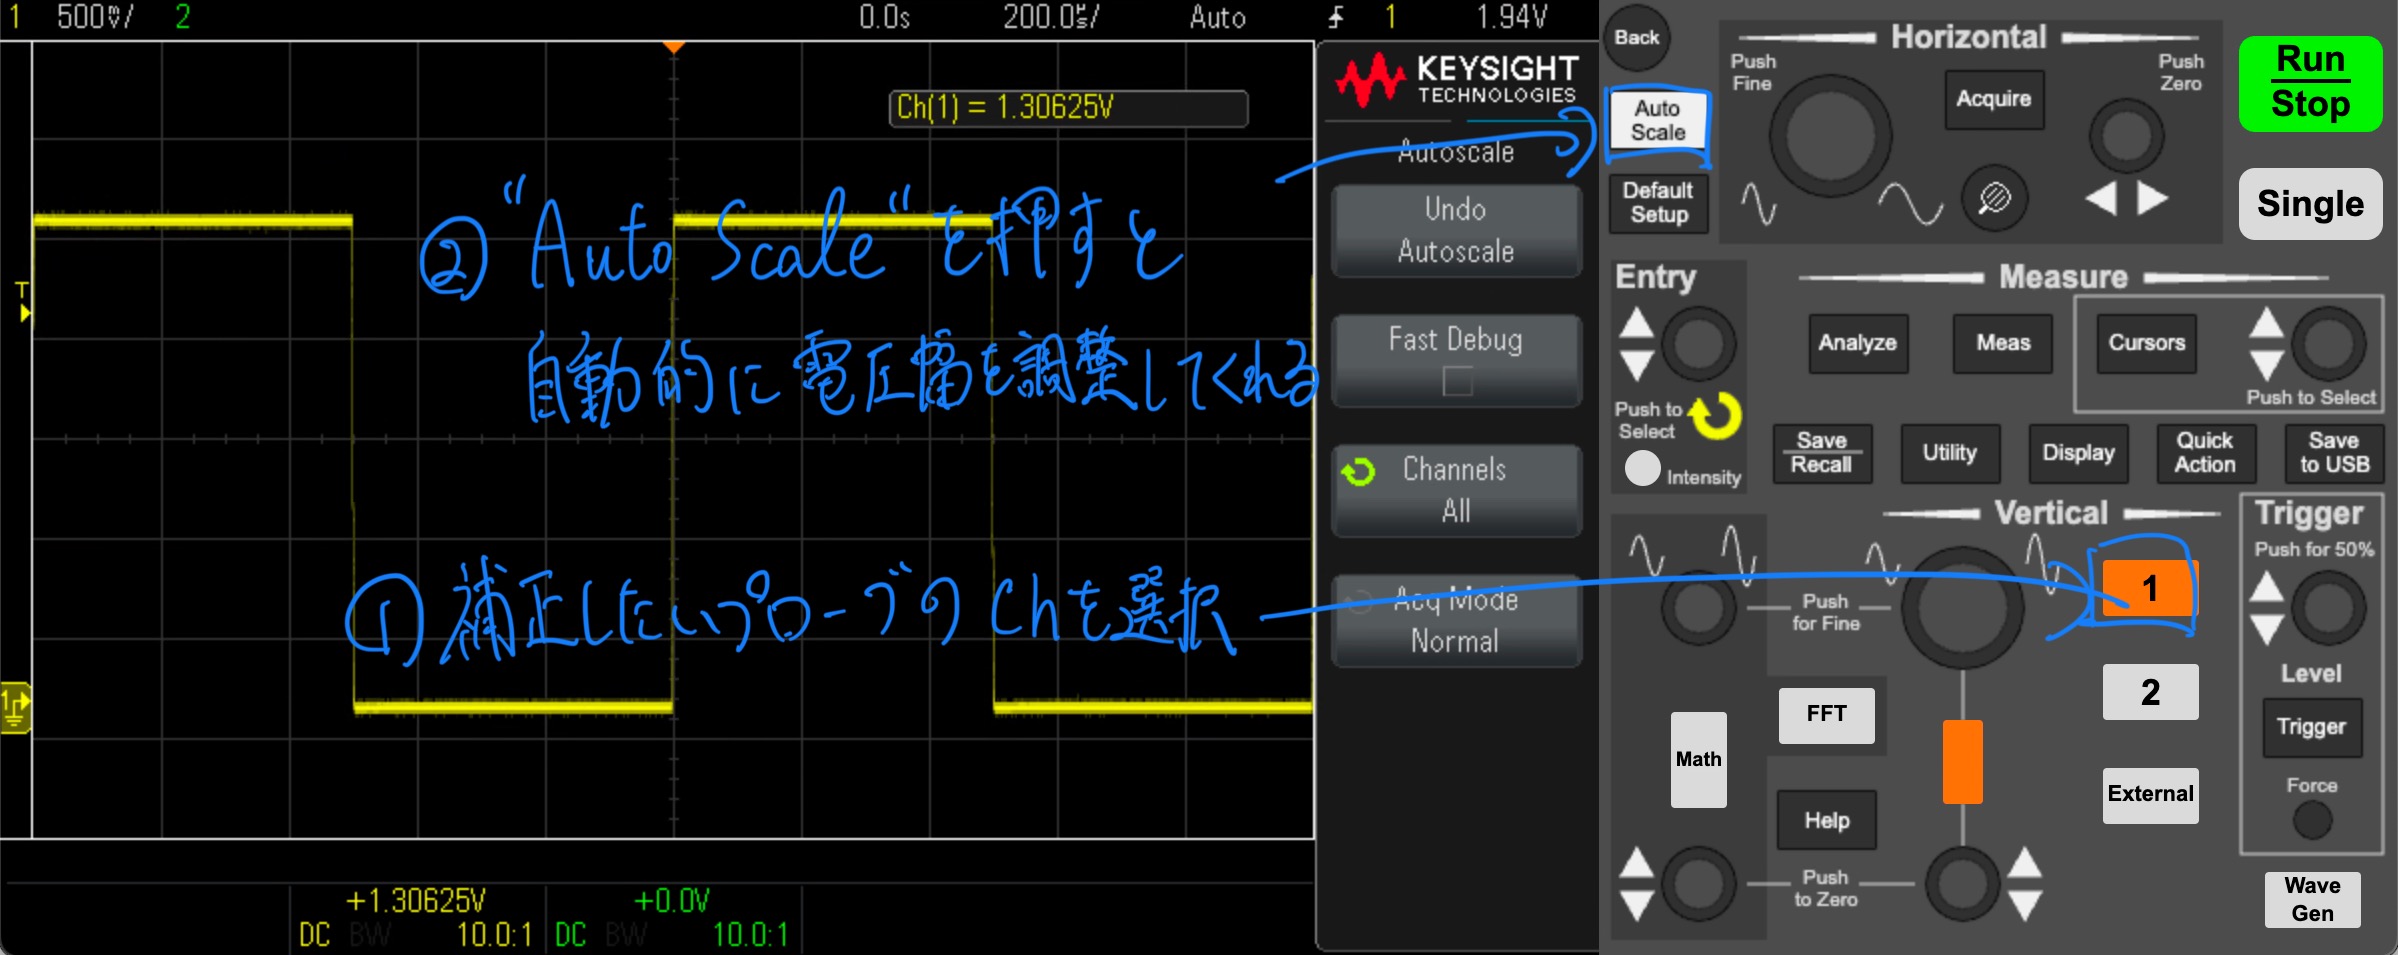 1 500mV/ 2 0.0s 200.0us/ Auto 1 1.94V
Ch(1) = 1.30625V
T
② "Auto Scale" を押すと
自動的に電圧幅を調整してくれる
① 補正したいプローブの Chを選択
1
+1.30625V
DC BW 10.0:1
+0.0V
DC BW 10.0:1
KEYSIGHT
TECHNOLOGIES
Autoscale
Undo
Autoscale
Fast Debug
Channels
All
Acq Mode
Normal
Back
Auto
Scale
Default
Setup
Horizontal
Push
Fine
Acquire
Push
Zero
Run
Stop
Single
Entry
Push to
Select
Intensity
Measure
Analyze
Meas
Cursors
Push to Select
Save
Recall
Utility
Display
Quick
Action
Save
to USB
Vertical
Push
for Fine
1
2
External
Math
FFT
Help
Push
to Zero
Trigger
Push for 50%
Level
Trigger
Force
Wave
Gen